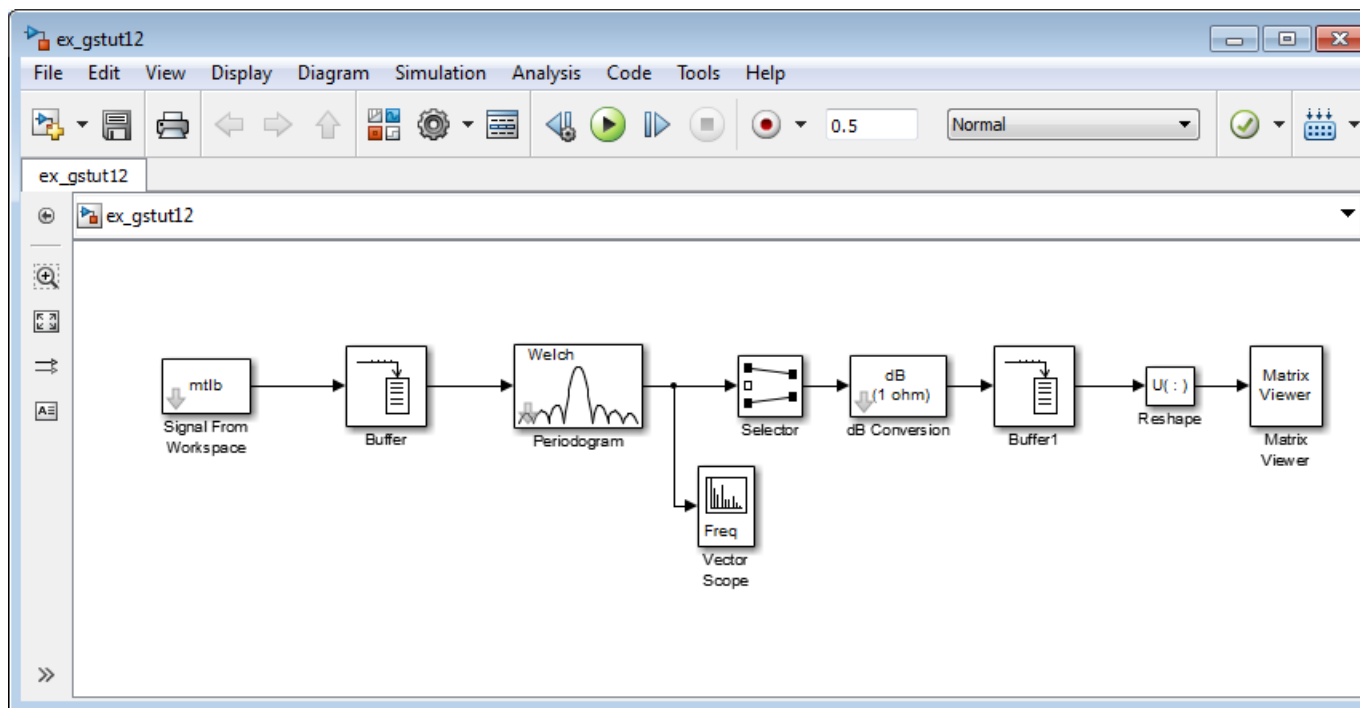 ex_gstut12
File Edit View Display Diagram Simulation Analysis Code Tools Help
0.5 Normal
ex_gstut12
ex_gstut12
mtlb
Signal From
Workspace
Buffer
Welch
Periodogram
Selector
dB
(1 ohm)
dB Conversion
Buffer1
U( : )
Reshape
Matrix
Viewer
Matrix
Viewer
Freq
Vector
Scope